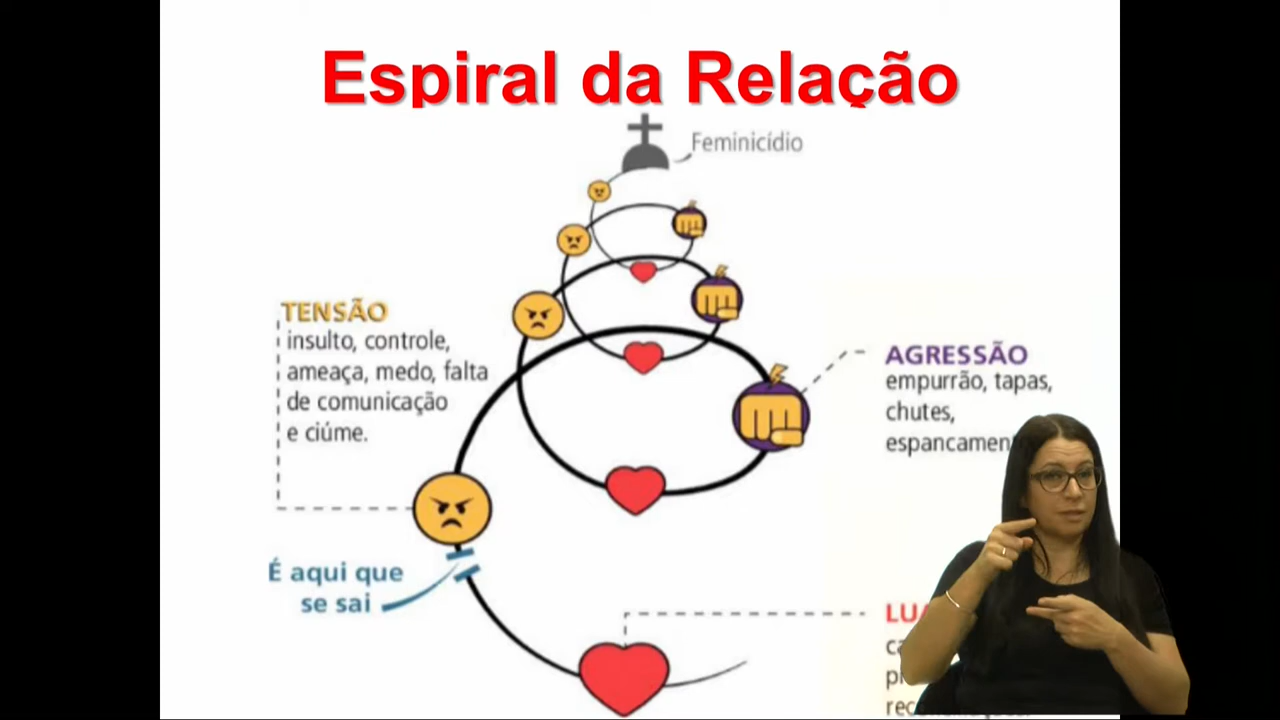 Espiral da Relação
Feminicídio
TENSÃO
insulto, controle,
ameaça, medo, falta
de comunicação
e ciúme.
AGRESSÃO
empurrão, tapas,
chutes,
É aqui que
se sai